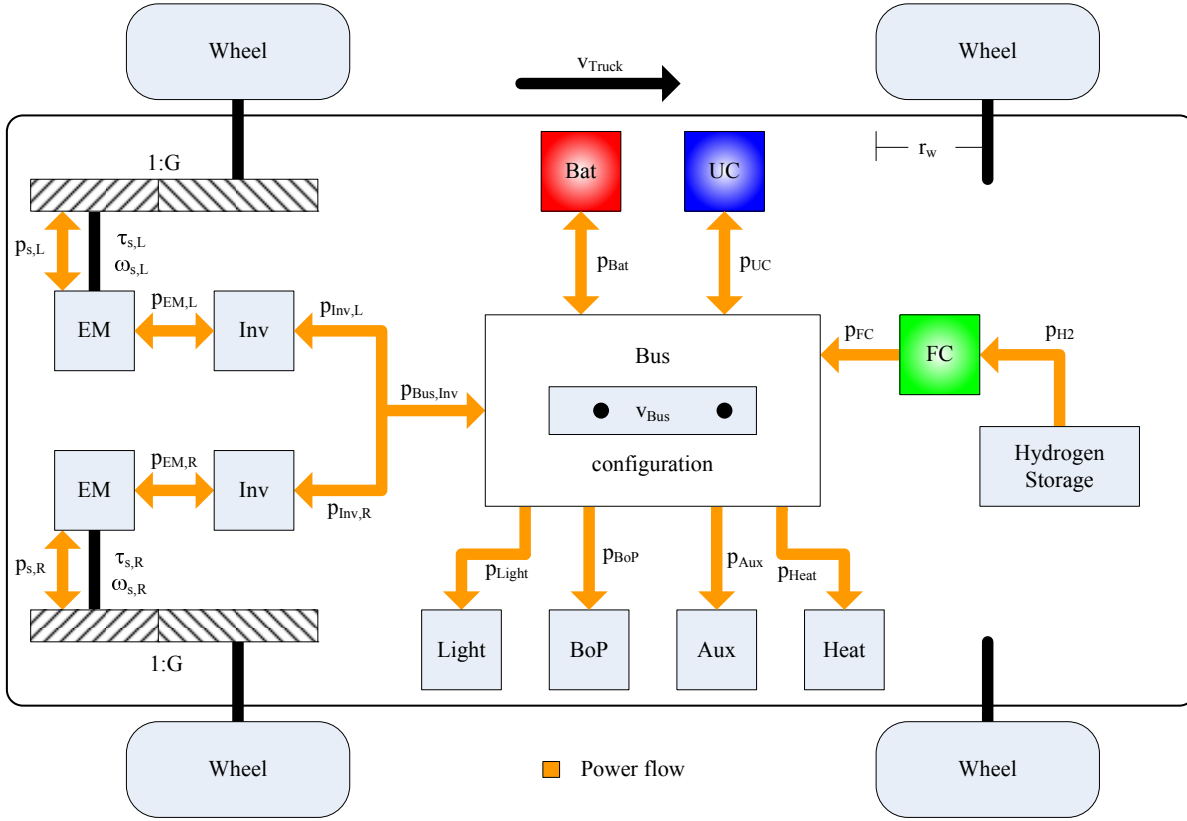 Wheel
Wheel
v_Truck
1:G
Bat
UC
r_w
p_s,L
τ_s,L
ω_s,L
p_Bat
p_UC
p_EM,L
p_Inv,L
EM
Inv
p_FC
p_H2
FC
Bus
p_Bus,Inv
v_Bus
configuration
Hydrogen
Storage
p_EM,R
EM
Inv
p_Inv,R
p_s,R
τ_s,R
ω_s,R
p_Light
p_BoP
p_Aux
p_Heat
Light
BoP
Aux
Heat
1:G
Wheel
Power flow
Wheel